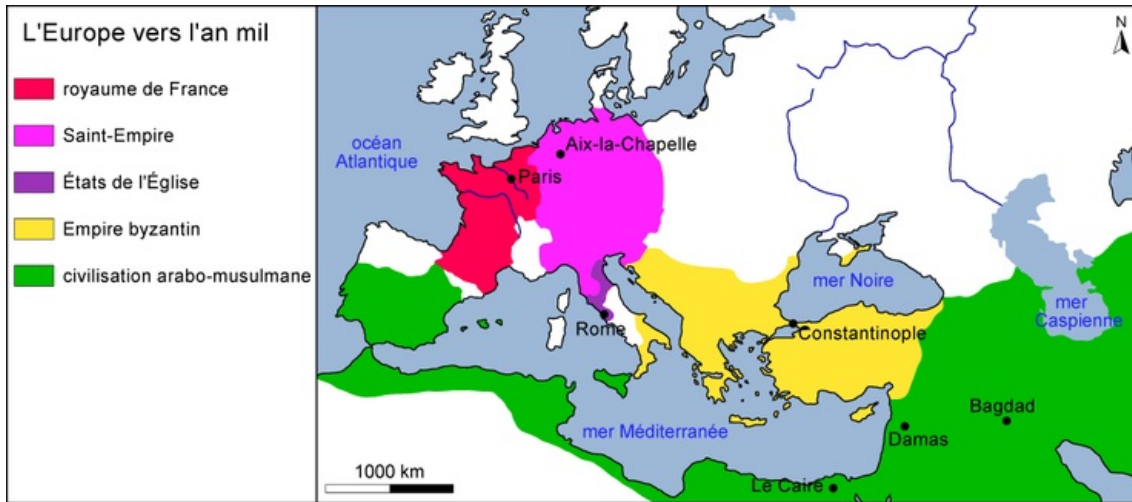 L'Europe vers l'an mil
royaume de France
Saint-Empire
États de l'Église
Empire byzantin
civilisation arabo-musulmane
N
océan
Atlantique
Aix-la-Chapelle
Paris
mer Noire
mer
Caspienne
Rome
Constantinople
mer Méditerranée
Bagdad
Damas
Le Caire
1000 km